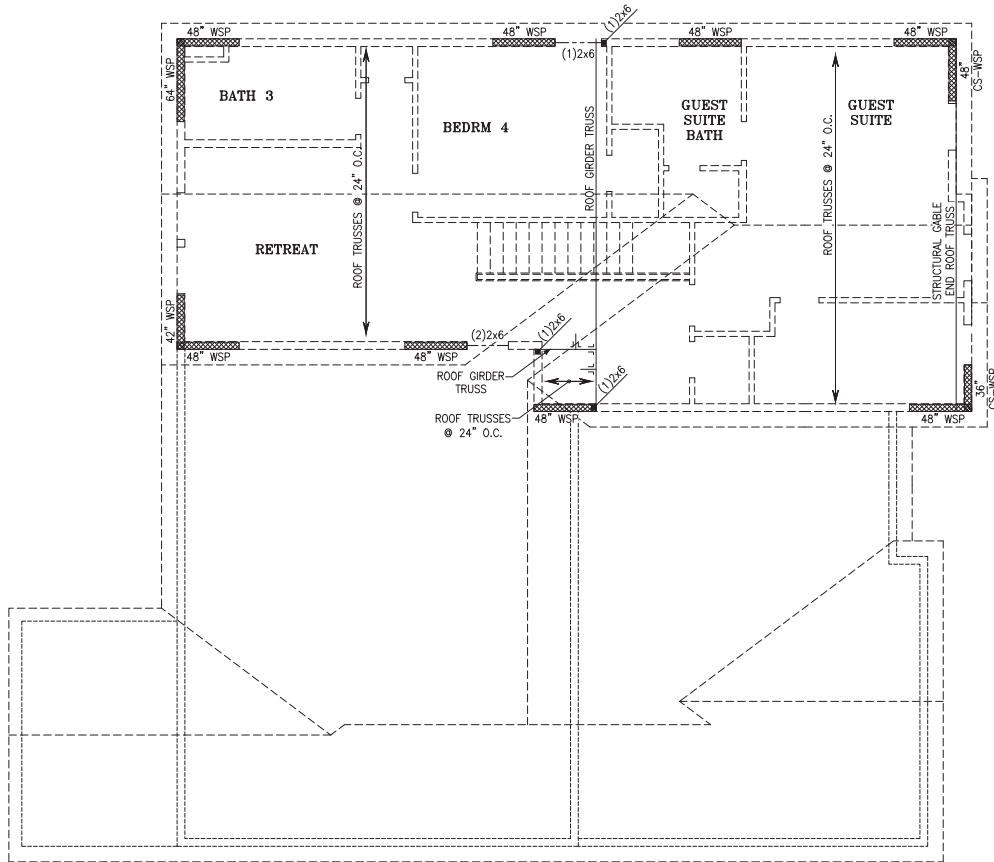 (1)2x6
48" WSP
48" WSP
48" WSP
48" WSP
(1)2x6
64" WSP
48"
CS-WSP
BATH 3
BEDRM 4
GUEST
SUITE
BATH
GUEST
SUITE
ROOF TRUSSES @ 24" O.C.
ROOF GIRDER TRUSS
ROOF TRUSSES @ 24" O.C.
STRUCTURAL GABLE
END ROOF TRUSS
RETREAT
42" WSP
48" WSP
48" WSP
(2)2x6
(1)2x6
ROOF GIRDER
TRUSS
(1)2x6
ROOF TRUSSES
@ 24" O.C.
48" WSP
48" WSP
36"
CS-WSP